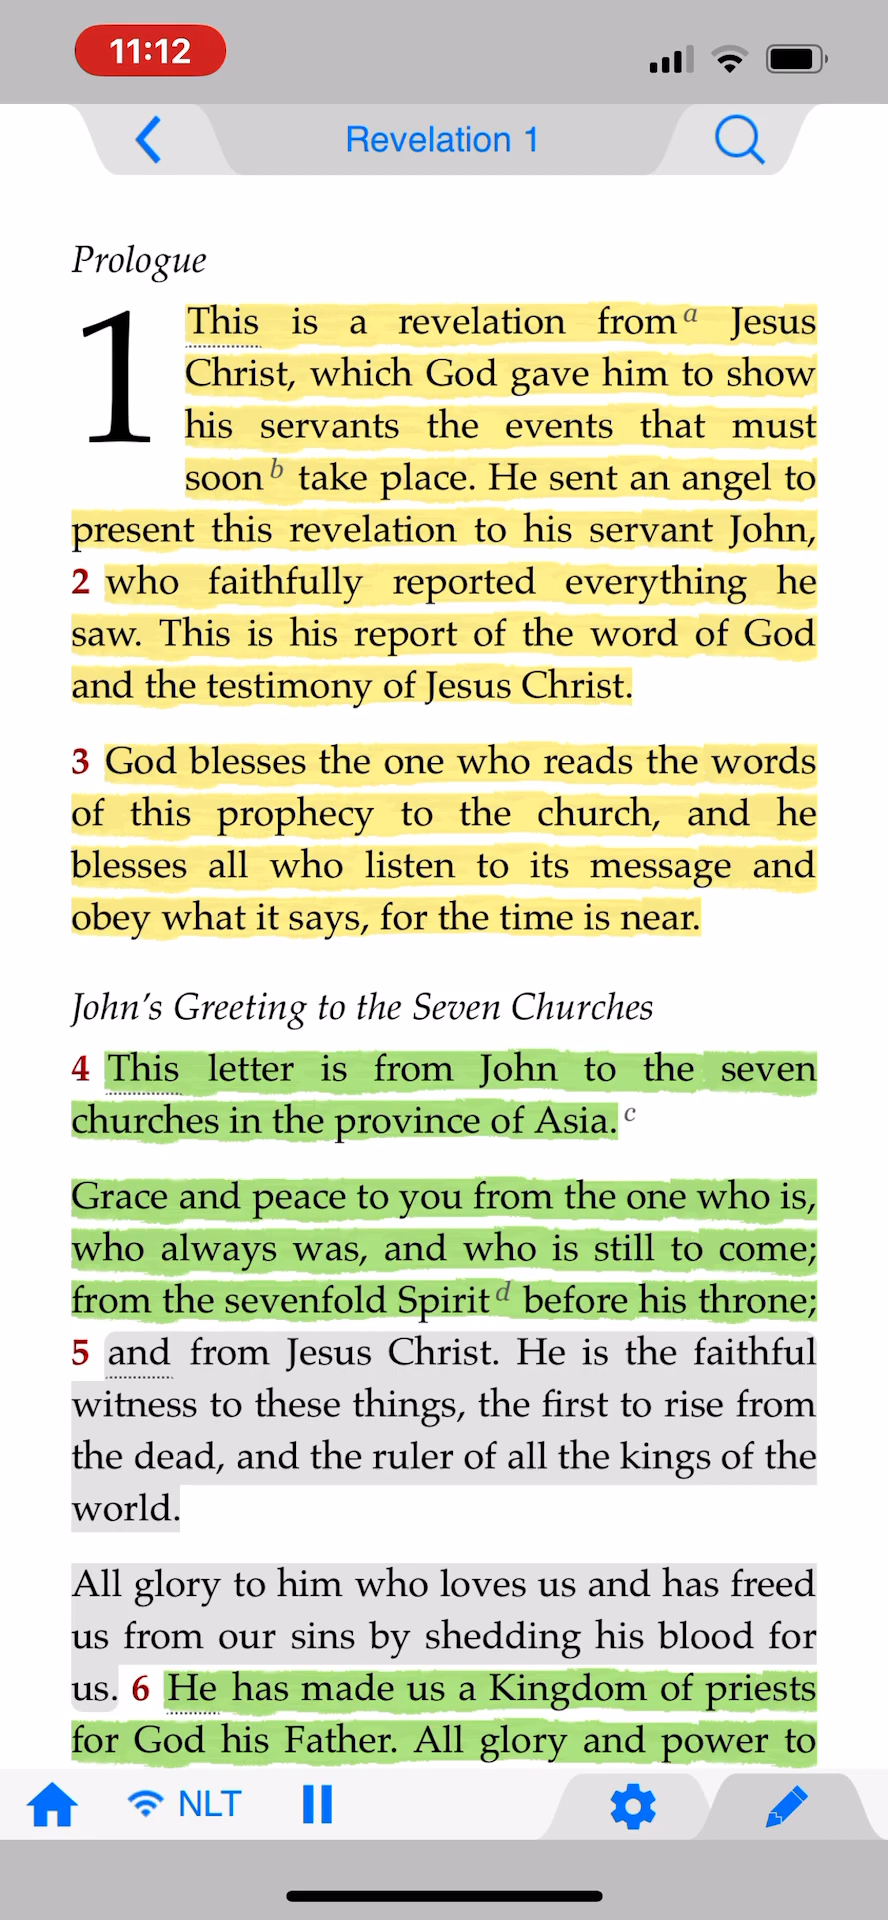 11:12
Revelation 1
Prologue
1 This is a revelation from a Jesus
Christ, which God gave him to show
his servants the events that must
soon b take place. He sent an angel to
present this revelation to his servant John,
2 who faithfully reported everything he
saw. This is his report of the word of God
and the testimony of Jesus Christ.
3 God blesses the one who reads the words
of this prophecy to the church, and he
blesses all who listen to its message and
obey what it says, for the time is near.
John’s Greeting to the Seven Churches
4 This letter is from John to the seven
churches in the province of Asia. c
Grace and peace to you from the one who is,
who always was, and who is still to come;
from the sevenfold Spirit d before his throne;
5 and from Jesus Christ. He is the faithful
witness to these things, the first to rise from
the dead, and the ruler of all the kings of the
world.
All glory to him who loves us and has freed
us from our sins by shedding his blood for
us. 6 He has made us a Kingdom of priests
for God his Father. All glory and power to
NLT